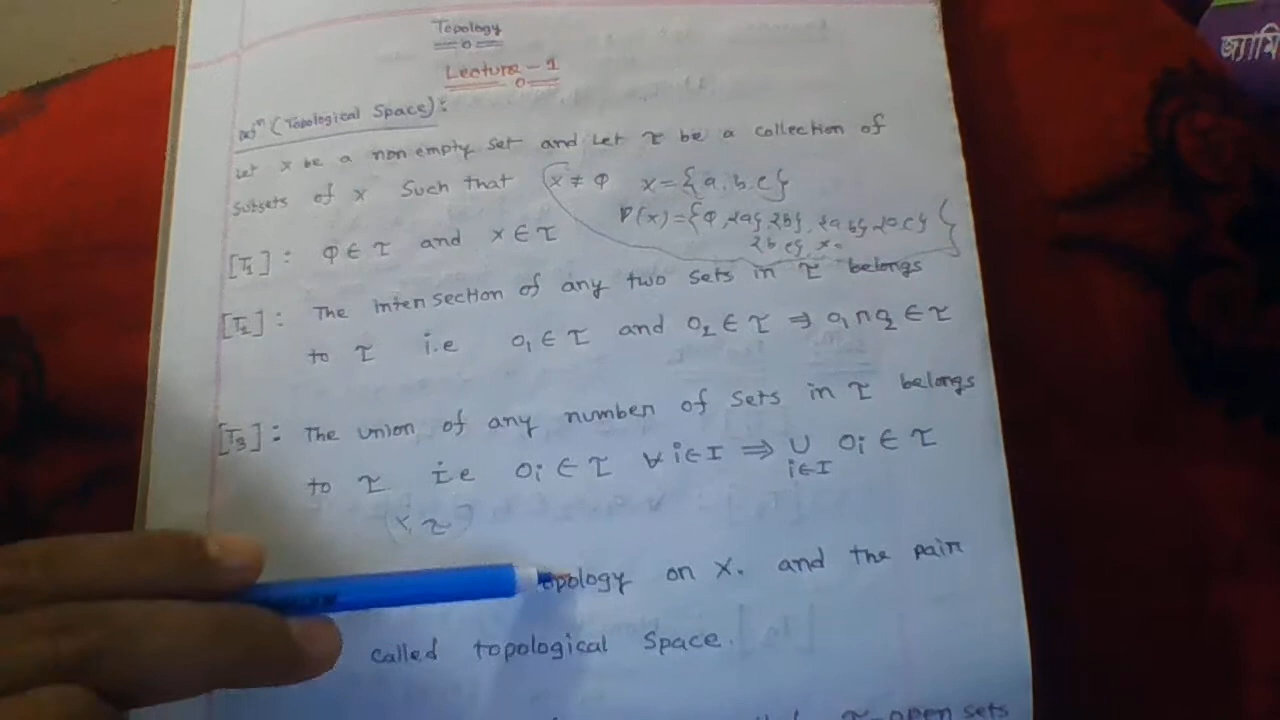 Topology
Lecture - 1
জ্যামি
Defⁿ (Topological Space):
Let X be a non empty set and let τ be a collection of
subsets of X Such that (X ≠ φ X = {a, b, c}
P(X) = {φ, {a}, {b}, {a b}, {a c}
{b c}, X. }
[T₁] : φ ∈ τ and X ∈ τ
[T₂] : The intersection of any two sets in τ belongs
to τ i.e O₁ ∈ τ and O₂ ∈ τ ⇒ O₁ ∩ O₂ ∈ τ
[T₃] : The union of any number of sets in τ belongs
to τ i.e Oᵢ ∈ τ ∀ i ∈ I ⇒ ∪ Oᵢ ∈ τ
i ∈ I
(X, τ)
opology on X. and the pair
called topological Space.
τ-open sets